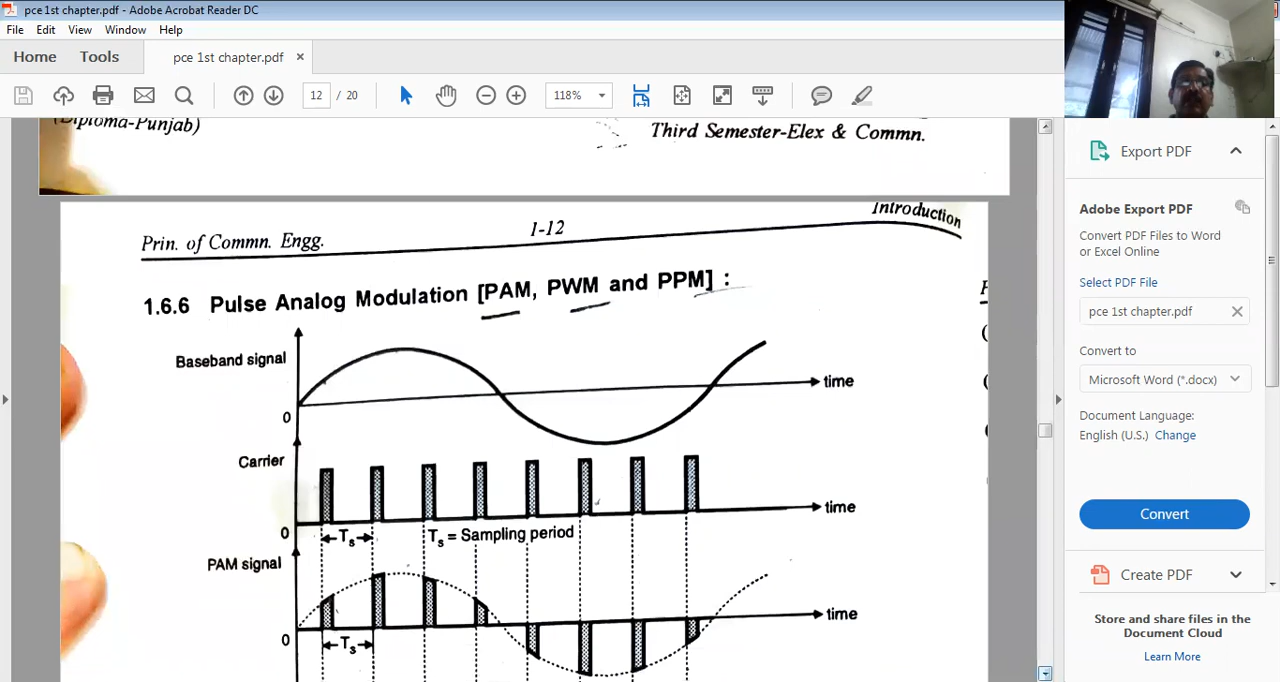 pce 1st chapter.pdf - Adobe Acrobat Reader DC
File Edit View Window Help
Home Tools pce 1st chapter.pdf ×
12 / 20 118%
(Diploma-Punjab)
Third Semester-Elex & Commn.
Prin. of Commn. Engg. 1-12 Introduction
1.6.6 Pulse Analog Modulation [PAM, PWM and PPM] :
Baseband signal
time
0
Carrier
time
0
Ts Ts = Sampling period
PAM signal
time
0
Ts
Export PDF
Adobe Export PDF
Convert PDF Files to Word
or Excel Online
Select PDF File
pce 1st chapter.pdf
Convert to
Microsoft Word (*.docx)
Document Language:
English (U.S.) Change
Convert
Create PDF
Store and share files in the
Document Cloud
Learn More